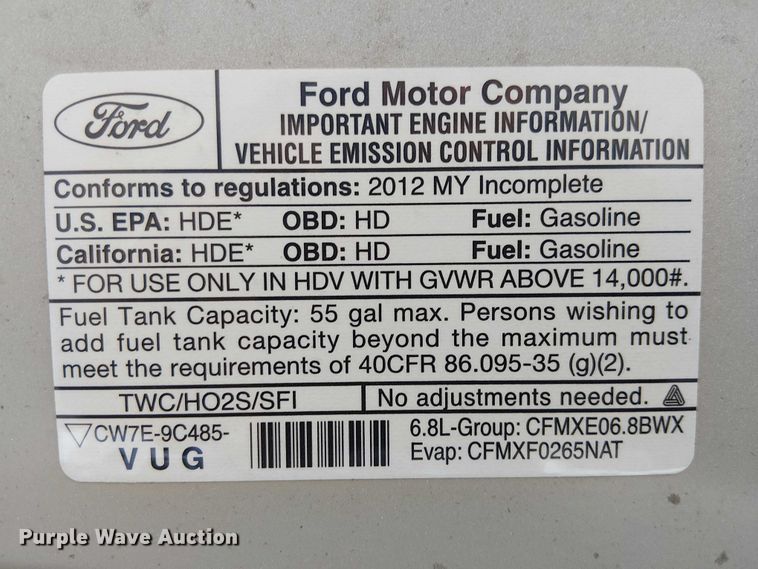 Ford
Ford Motor Company
IMPORTANT ENGINE INFORMATION/
VEHICLE EMISSION CONTROL INFORMATION
Conforms to regulations: 2012 MY Incomplete
U.S. EPA: HDE* OBD: HD Fuel: Gasoline
California: HDE* OBD: HD Fuel: Gasoline
* FOR USE ONLY IN HDV WITH GVWR ABOVE 14,000#.
Fuel Tank Capacity: 55 gal max. Persons wishing to
add fuel tank capacity beyond the maximum must
meet the requirements of 40CFR 86.095-35 (g)(2).
TWC/HO2S/SFI No adjustments needed.
CW7E-9C485-
VUG
6.8L-Group: CFMXE06.8BWX
Evap: CFMXF0265NAT
Purple Wave Auction